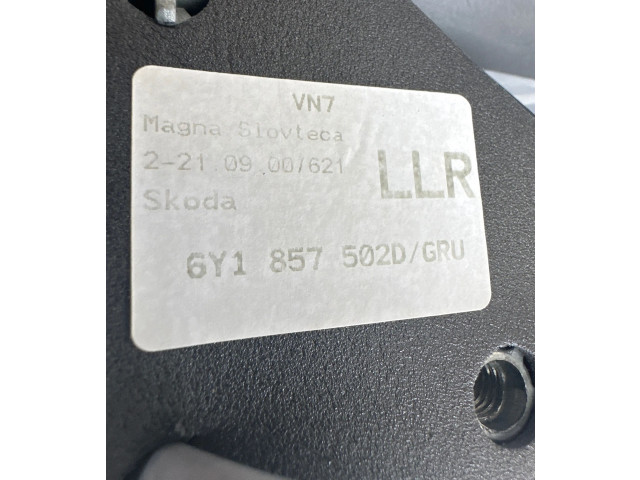 VN7
Magna Slovteca
2-21.09.00/621
LLR
Skoda
6Y1 857 502D/GRU